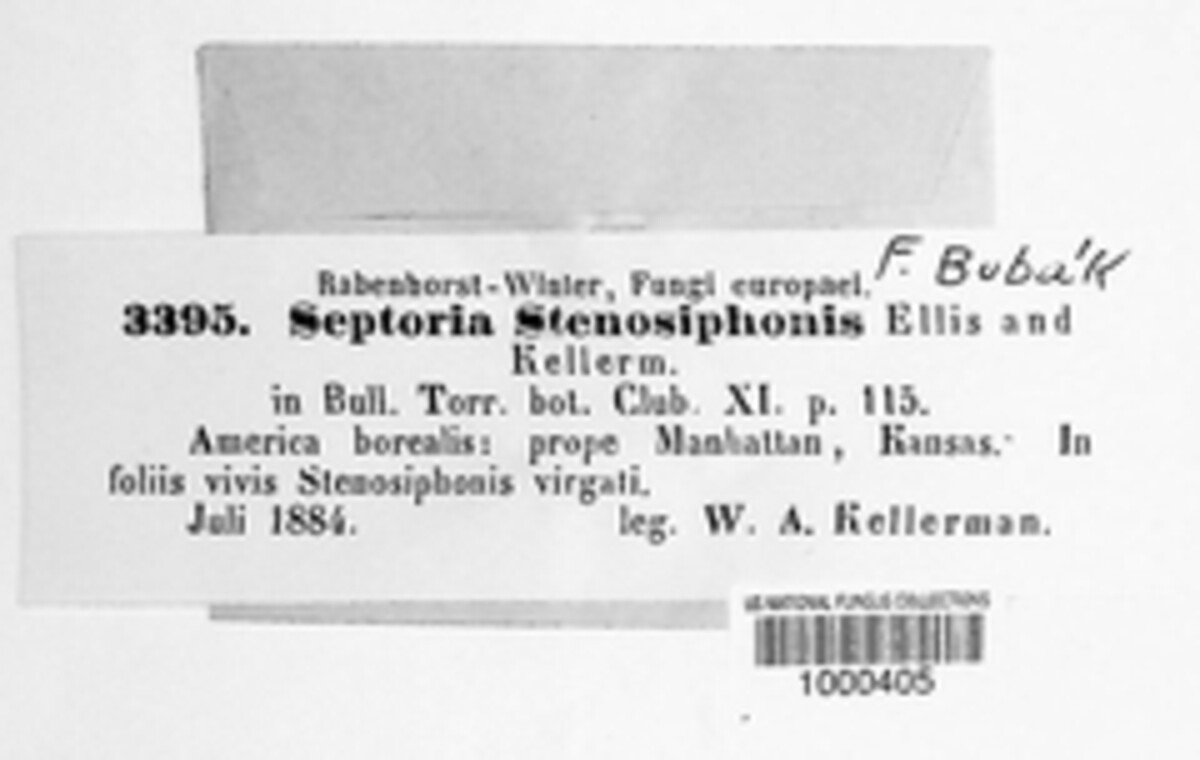 Rabenhorst-Winter, Fungi europaei. F. Bubák
3395. Septoria Stenosiphonis Ellis and
Kellerm.
in Bull. Torr. bot. Club. XI. p. 115.
America borealis: prope Manhattan, Kansas. In
foliis vivis Stenosiphonis virgati.
Juli 1884. leg. W. A. Kellerman.
US NATIONAL FUNGUS COLLECTIONS
1000405